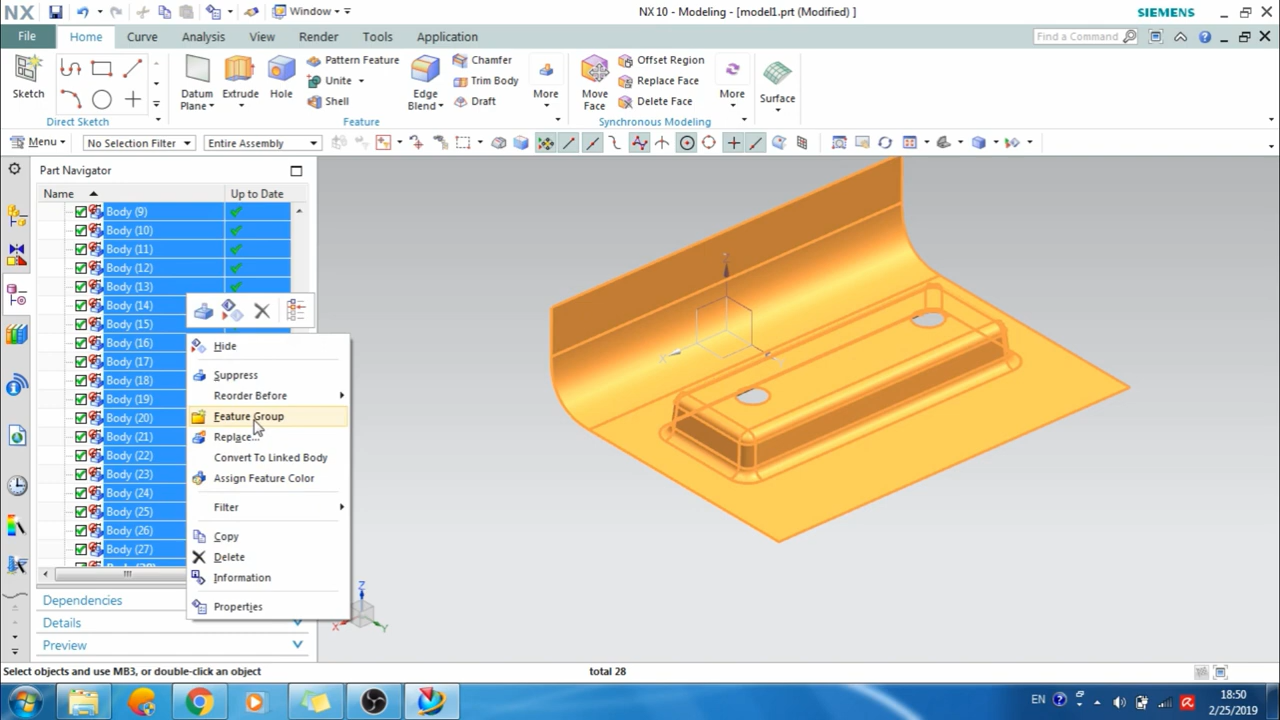 NX
Window
NX 10 - Modeling - [model1.prt (Modified) ]
SIEMENS
File
Home
Curve
Analysis
View
Render
Tools
Application
Find a Command
Sketch
Direct Sketch
Datum
Plane
Extrude
Hole
Pattern Feature
Unite
Shell
Edge
Blend
Chamfer
Trim Body
Draft
More
Feature
Move
Face
Offset Region
Replace Face
Delete Face
More
Synchronous Modeling
Surface
Menu
No Selection Filter
Entire Assembly
Part Navigator
Name
Up to Date
Body (9)
Body (10)
Body (11)
Body (12)
Body (13)
Body (14)
Body (15)
Body (16)
Body (17)
Body (18)
Body (19)
Body (20)
Body (21)
Body (22)
Body (23)
Body (24)
Body (25)
Body (26)
Body (27)
Hide
Suppress
Reorder Before
Feature Group
Replace...
Convert To Linked Body
Assign Feature Color
Filter
Copy
Delete
Information
Properties
Dependencies
Details
Preview
Z
X
Y
Select objects and use MB3, or double-click an object
total 28
EN
18:50
2/25/2019